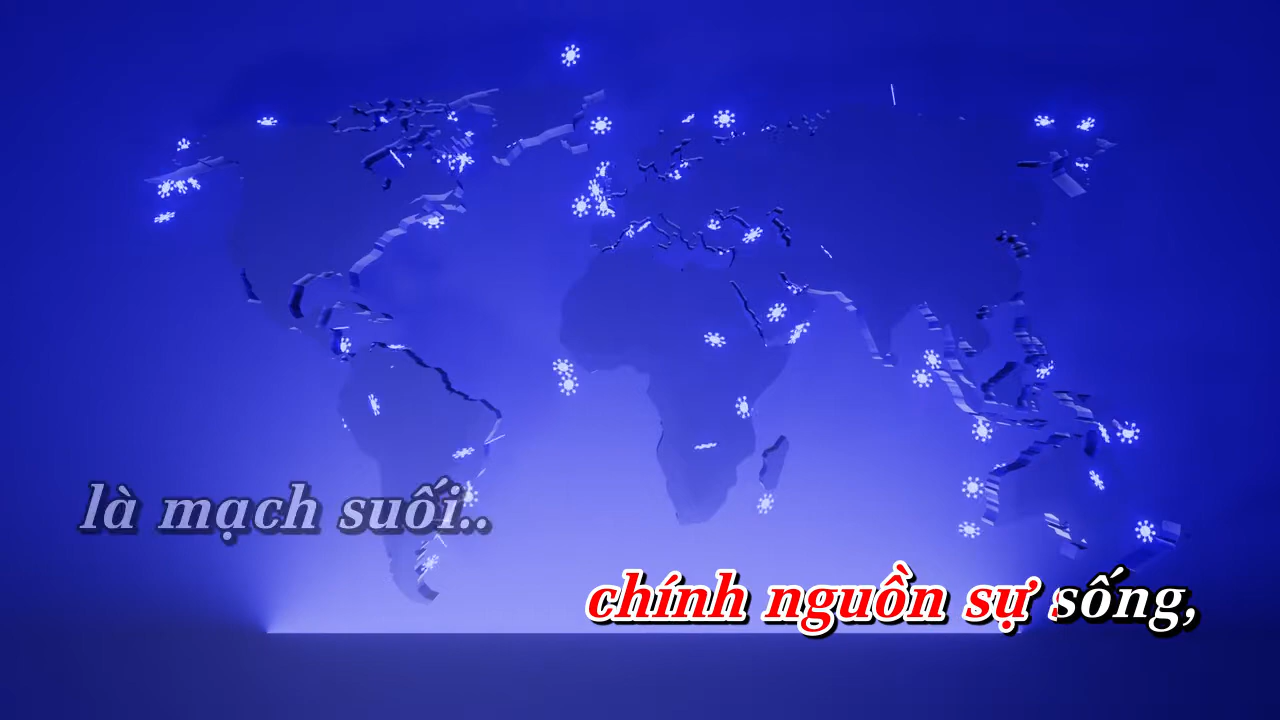 là mạch suối..
chính nguồn sự sống,